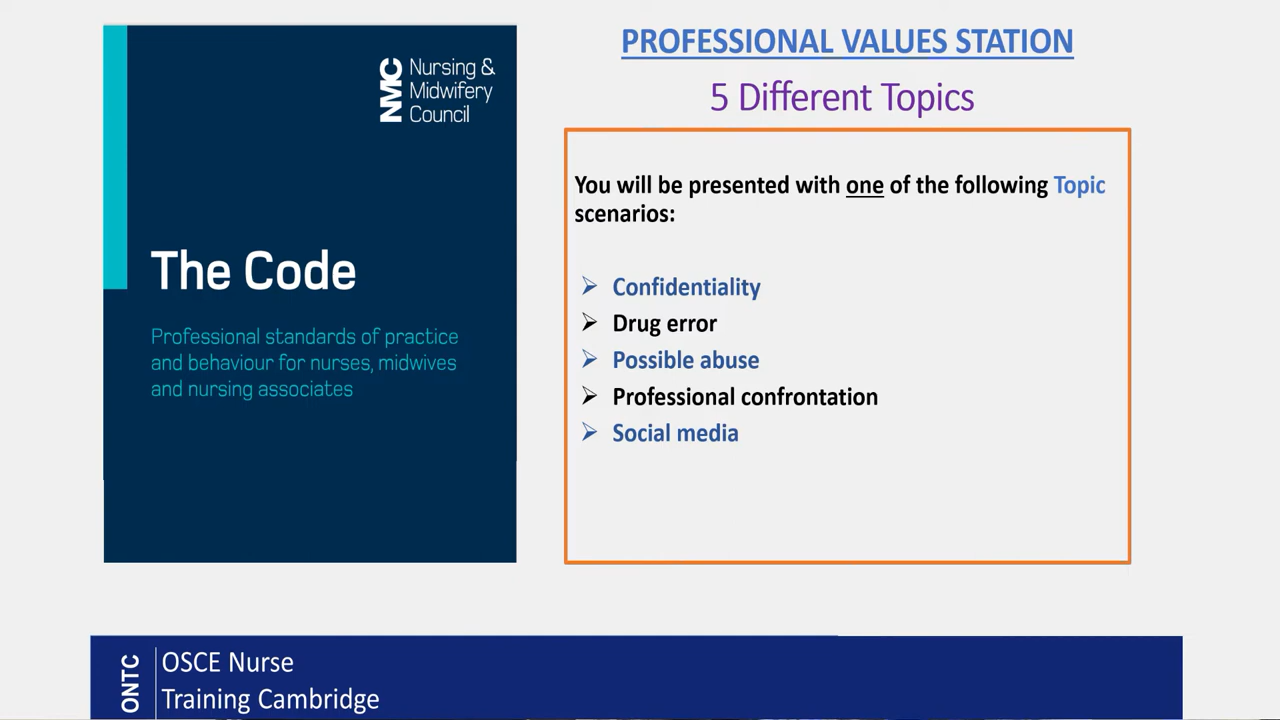 NMC
Nursing &
Midwifery
Council
The Code
Professional standards of practice
and behaviour for nurses, midwives
and nursing associates
PROFESSIONAL VALUES STATION
5 Different Topics
You will be presented with one of the following Topic
scenarios:
Confidentiality
Drug error
Possible abuse
Professional confrontation
Social media
ONTC
OSCE Nurse
Training Cambridge